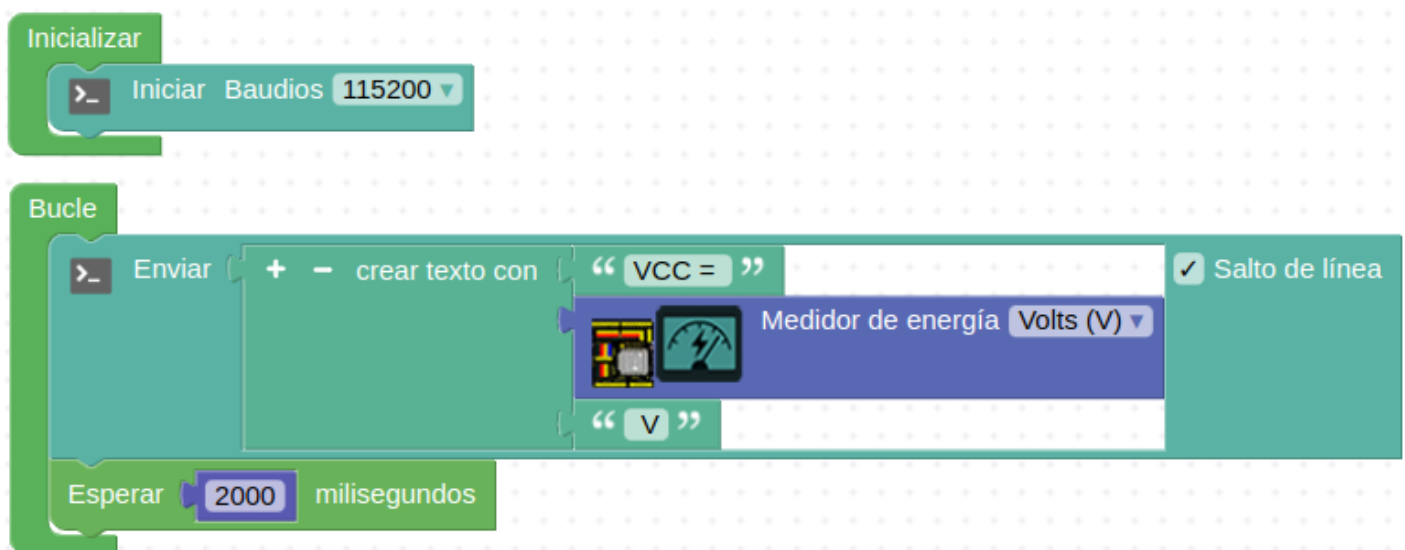 Inicializar
>_ Iniciar Baudios 115200 ▾
Bucle
>_ Enviar + − crear texto con “ VCC = ” ✓ Salto de línea
Medidor de energía Volts (V) ▾
“ V ”
Esperar 2000 milisegundos